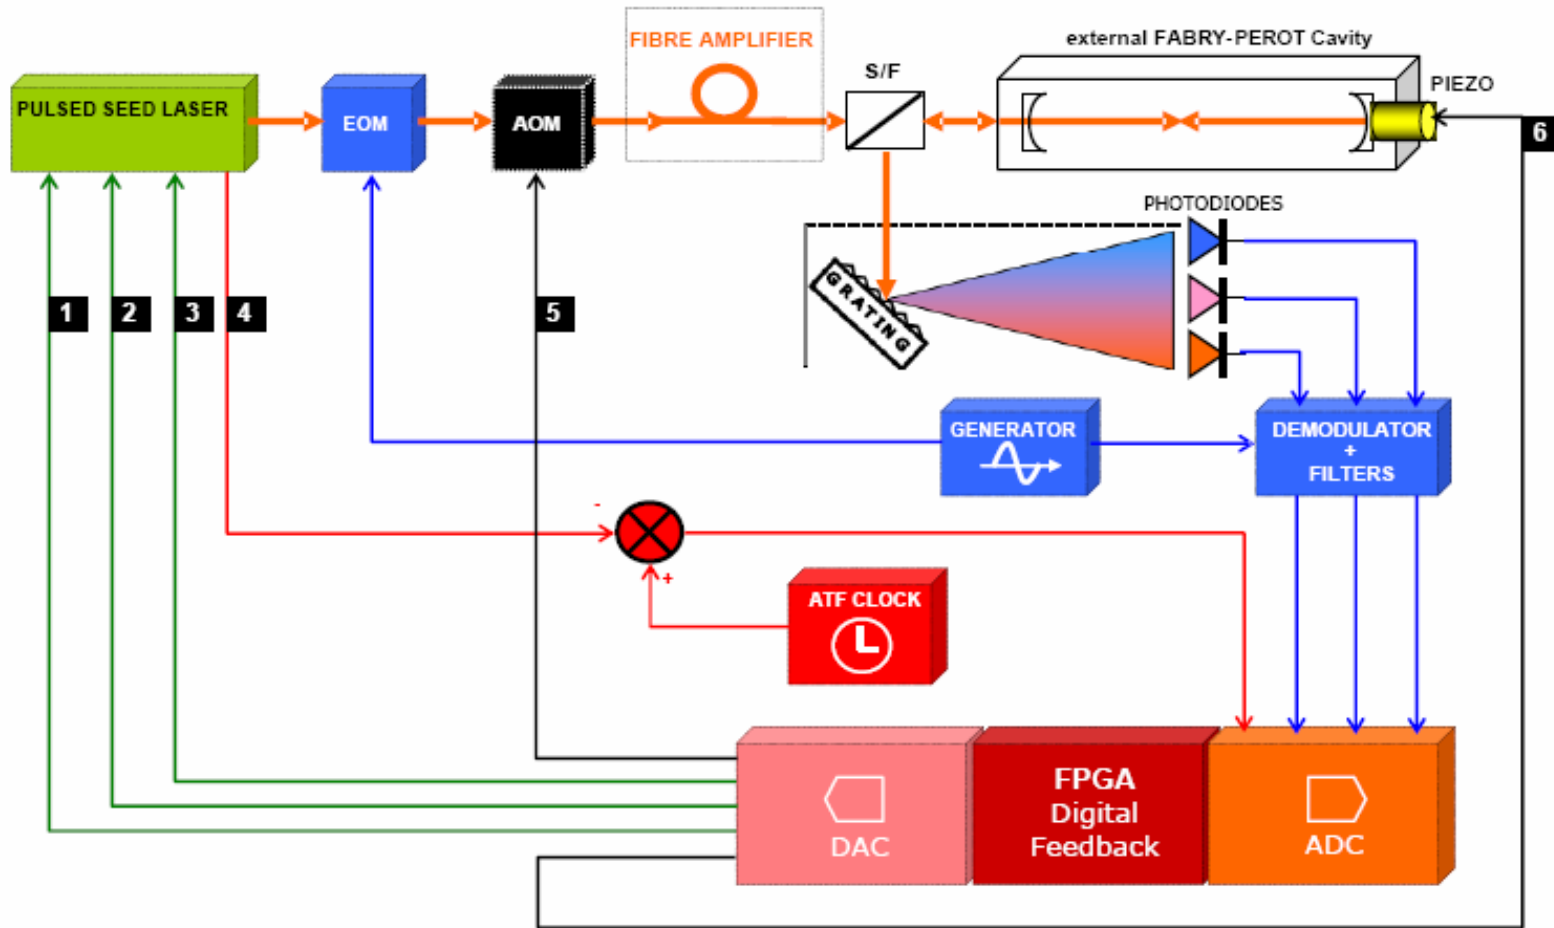 FIBRE AMPLIFIER
external FABRY-PEROT Cavity
S/F
PIEZO
PULSED SEED LASER
EOM
AOM
6
PHOTODIODES
GRATING
1
2
3
4
5
GENERATOR
DEMODULATOR
+
FILTERS
-
+
ATF CLOCK
FPGA
Digital
Feedback
DAC
ADC